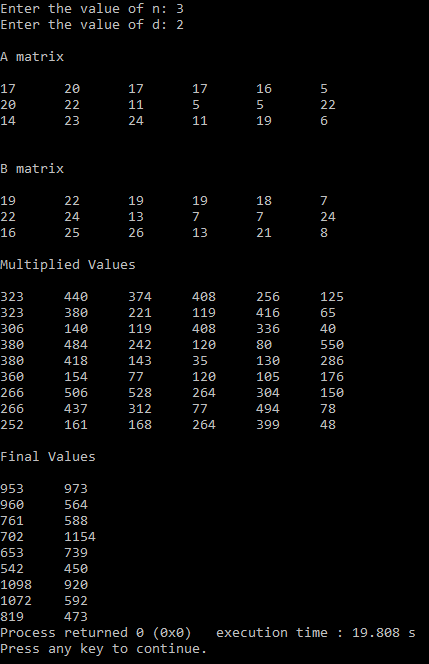 Enter the value of n: 3
Enter the value of d: 2
A matrix
17 20 17 17 16 5
20 22 11 5 5 22
14 23 24 11 19 6
B matrix
19 22 19 19 18 7
22 24 13 7 7 24
16 25 26 13 21 8
Multiplied Values
323 440 374 408 256 125
323 380 221 119 416 65
306 140 119 408 336 40
380 484 242 120 80 550
380 418 143 35 130 286
360 154 77 120 105 176
266 506 528 264 304 150
266 437 312 77 494 78
252 161 168 264 399 48
Final Values
953 973
960 564
761 588
702 1154
653 739
542 450
1098 920
1072 592
819 473
Process returned 0 (0x0) execution time : 19.808 s
Press any key to continue.